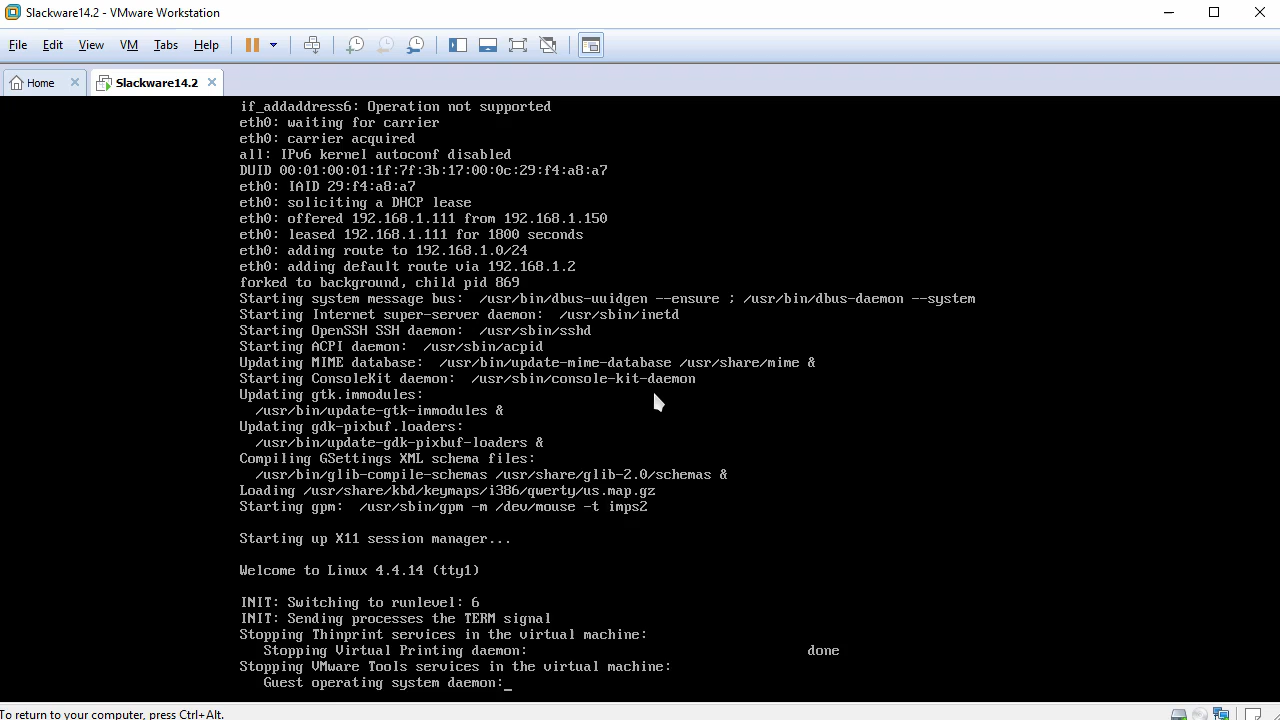 Slackware14.2 - VMware Workstation
File Edit View VM Tabs Help
Home Slackware14.2
if_addaddress6: Operation not supported
eth0: waiting for carrier
eth0: carrier acquired
all: IPv6 kernel autoconf disabled
DUID 00:01:00:01:1f:7f:3b:17:00:0c:29:f4:a8:a7
eth0: IAID 29:f4:a8:a7
eth0: soliciting a DHCP lease
eth0: offered 192.168.1.111 from 192.168.1.150
eth0: leased 192.168.1.111 for 1800 seconds
eth0: adding route to 192.168.1.0/24
eth0: adding default route via 192.168.1.2
forked to background, child pid 869
Starting system message bus:  /usr/bin/dbus-uuidgen --ensure ; /usr/bin/dbus-daemon --system
Starting Internet super-server daemon:  /usr/sbin/inetd
Starting OpenSSH SSH daemon:  /usr/sbin/sshd
Starting ACPI daemon:  /usr/sbin/acpid
Updating MIME database:  /usr/bin/update-mime-database /usr/share/mime &
Starting ConsoleKit daemon:  /usr/sbin/console-kit-daemon
Updating gtk.immodules:
  /usr/bin/update-gtk-immodules &
Updating gdk-pixbuf.loaders:
  /usr/bin/update-gdk-pixbuf-loaders &
Compiling GSettings XML schema files:
  /usr/bin/glib-compile-schemas /usr/share/glib-2.0/schemas &
Loading /usr/share/kbd/keymaps/i386/qwerty/us.map.gz
Starting gpm:  /usr/sbin/gpm -m /dev/mouse -t imps2
Starting up X11 session manager...
Welcome to Linux 4.4.14 (tty1)
INIT: Switching to runlevel: 6
INIT: Sending processes the TERM signal
Stopping Thinprint services in the virtual machine:
   Stopping Virtual Printing daemon: done
Stopping VMware Tools services in the virtual machine:
   Guest operating system daemon:_
To return to your computer, press Ctrl+Alt.